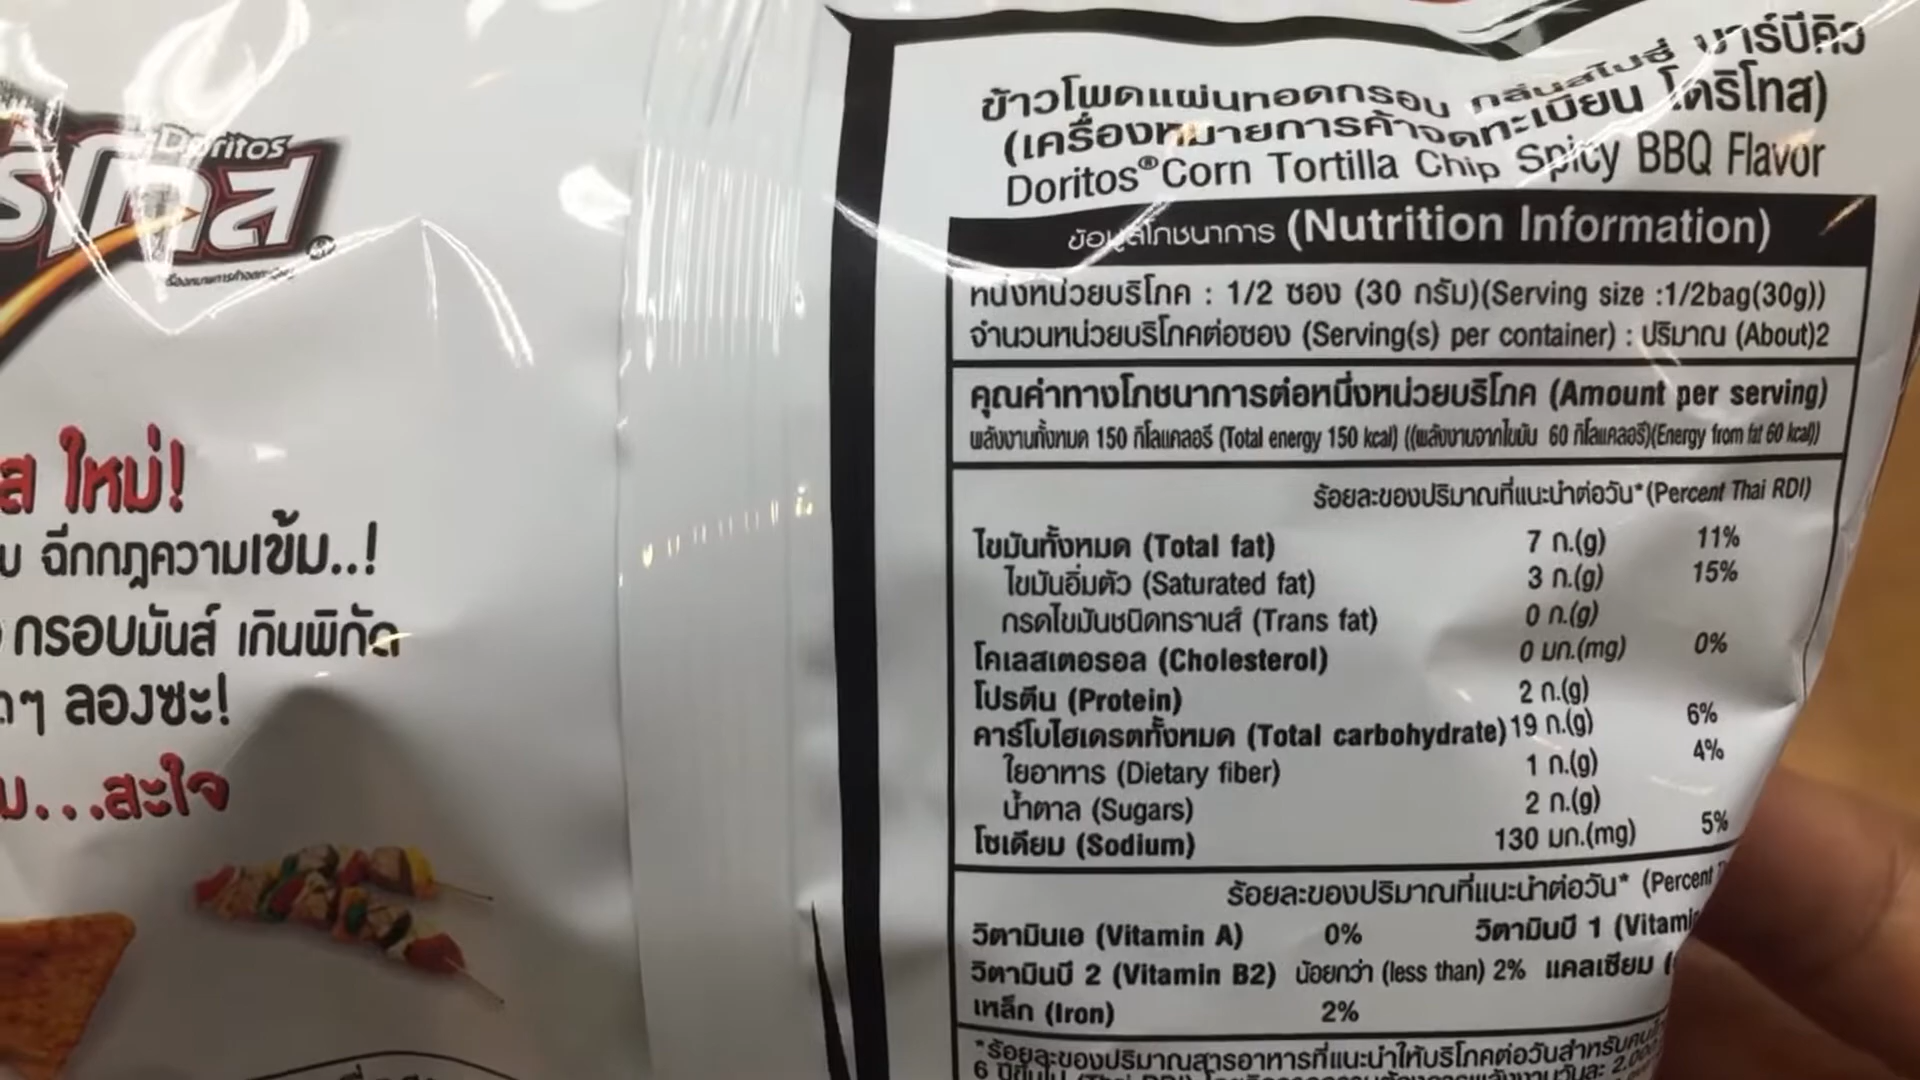 Doritos
ส ใหม่!
บ ฉีกกฎความเข้ม..!
กรอบมันส์ เกินพิกัด
ๆ ลองซะ!
ม...สะใจ
ข้าวโพดแผ่นทอดกรอบ กลิ่นสไปซี่ บาร์บีคิว
(เครื่องหมายการค้าจดทะเบียน โดริโทส)
Doritos®Corn Tortilla Chip Spicy BBQ Flavor
ข้อมูลโภชนาการ (Nutrition Information)
หนึ่งหน่วยบริโภค : 1/2 ซอง (30 กรัม)(Serving size :1/2bag(30g))
จำนวนหน่วยบริโภคต่อซอง (Serving(s) per container) : ปริมาณ (About)2
คุณค่าทางโภชนาการต่อหนึ่งหน่วยบริโภค (Amount per serving)
พลังงานทั้งหมด 150 กิโลแคลอรี (Total energy 150 kcal) ((พลังงานจากไขมัน 60 กิโลแคลอรี)(Energy from fat 60 kcal))
ร้อยละของปริมาณที่แนะนำต่อวัน*(Percent Thai RDI)
ไขมันทั้งหมด (Total fat) 7 ก.(g) 11%
ไขมันอิ่มตัว (Saturated fat) 3 ก.(g) 15%
กรดไขมันชนิดทรานส์ (Trans fat) 0 ก.(g)
โคเลสเตอรอล (Cholesterol) 0 มก.(mg) 0%
โปรตีน (Protein) 2 ก.(g)
คาร์โบไฮเดรตทั้งหมด (Total carbohydrate) 19 ก.(g) 6%
ใยอาหาร (Dietary fiber) 1 ก.(g) 4%
น้ำตาล (Sugars) 2 ก.(g)
โซเดียม (Sodium) 130 มก.(mg) 5%
ร้อยละของปริมาณที่แนะนำต่อวัน* (Percent
วิตามินเอ (Vitamin A) 0% วิตามินบี 1 (Vitami
วิตามินบี 2 (Vitamin B2) น้อยกว่า (less than) 2% แคลเซียม (
เหล็ก (Iron) 2%
*ร้อยละของปริมาณสารอาหารที่แนะนำให้บริโภคต่อวันสำหรับ